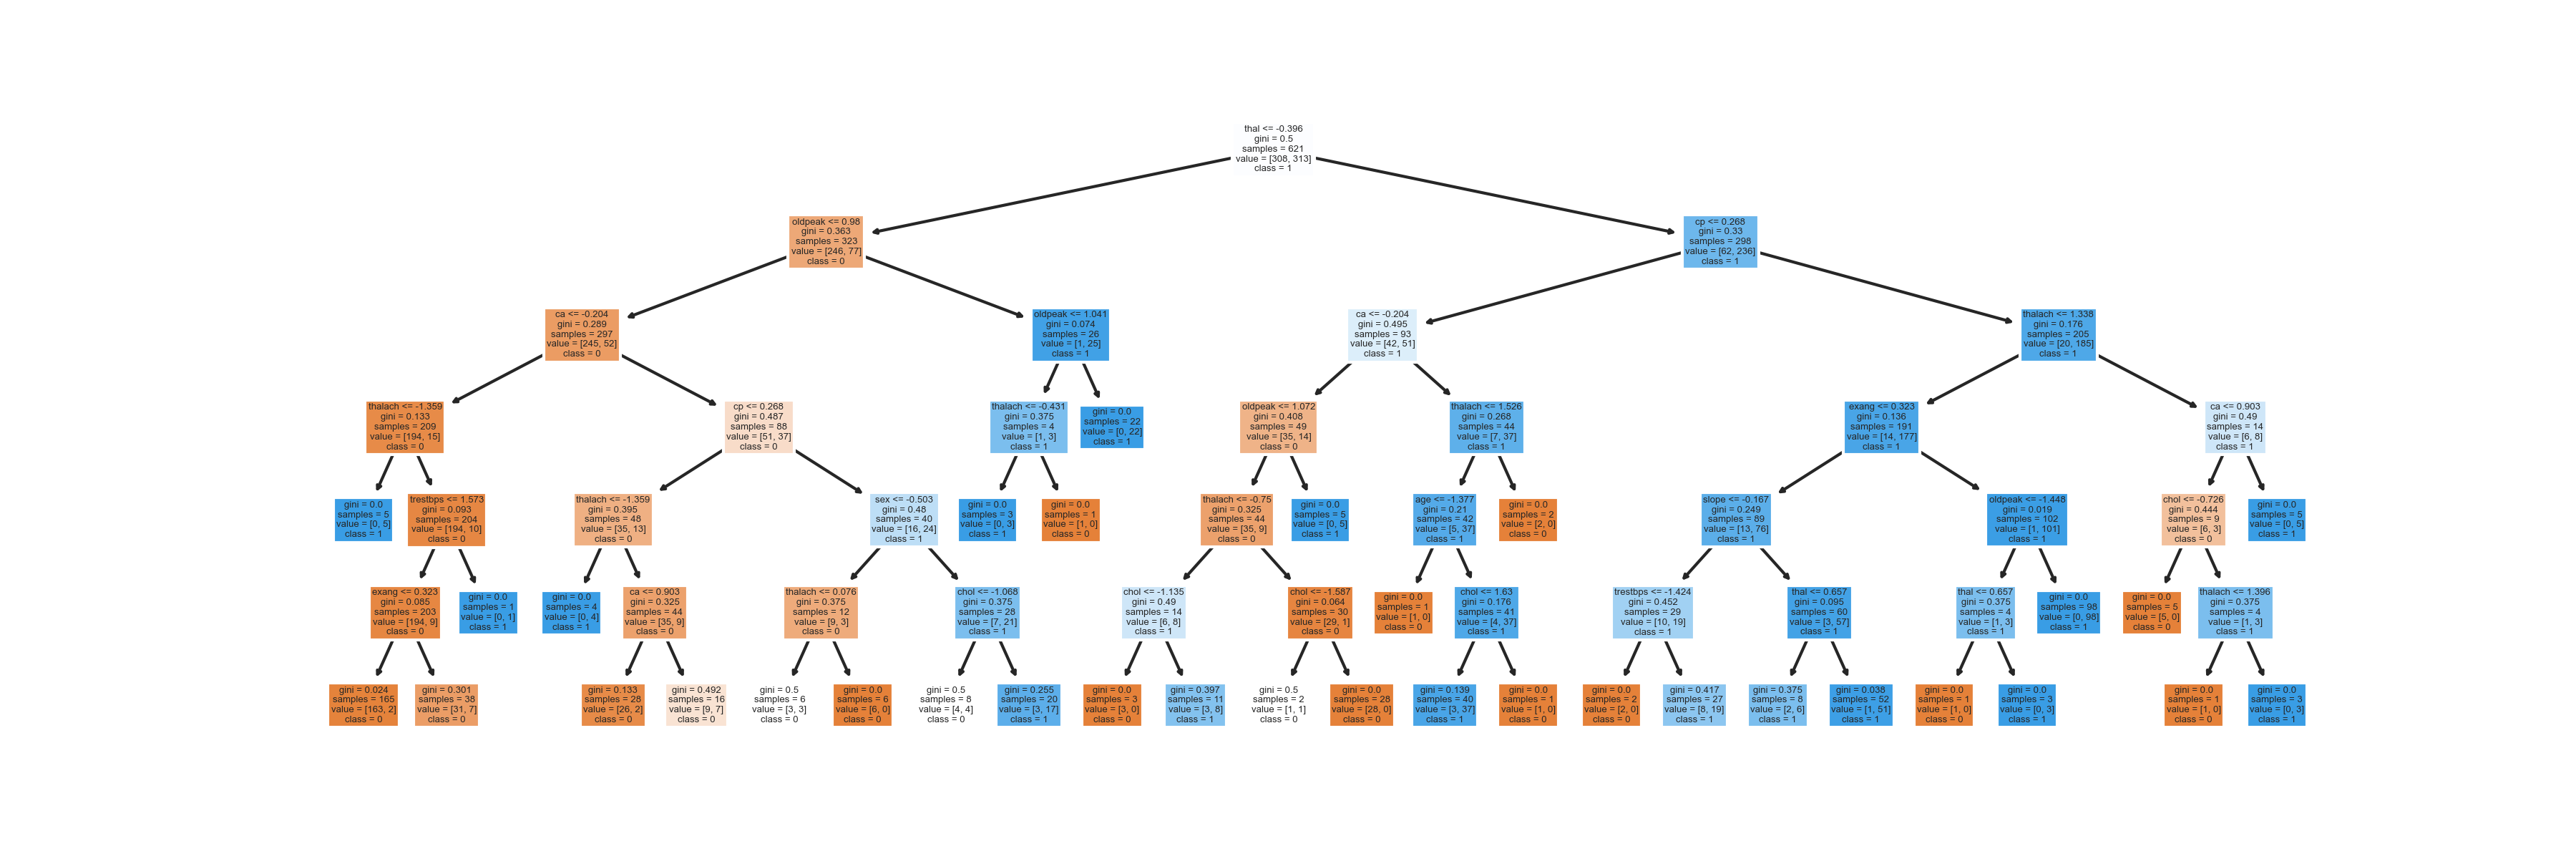 thal <= -0.396
gini = 0.5
samples = 621
value = [308, 313]
class = 1
oldpeak <= 0.98
gini = 0.363
samples = 323
value = [246, 77]
class = 0
cp <= 0.268
gini = 0.33
samples = 298
value = [62, 236]
class = 1
ca <= -0.204
gini = 0.289
samples = 297
value = [245, 52]
class = 0
oldpeak <= 1.041
gini = 0.074
samples = 26
value = [1, 25]
class = 1
ca <= -0.204
gini = 0.495
samples = 93
value = [42, 51]
class = 1
thalach <= 1.338
gini = 0.176
samples = 205
value = [20, 185]
class = 1
thalach <= -1.359
gini = 0.133
samples = 209
value = [194, 15]
class = 0
cp <= 0.268
gini = 0.487
samples = 88
value = [51, 37]
class = 0
thalach <= -0.431
gini = 0.375
samples = 4
value = [1, 3]
class = 1
gini = 0.0
samples = 22
value = [0, 22]
class = 1
oldpeak <= 1.072
gini = 0.408
samples = 49
value = [35, 14]
class = 0
thalach <= 1.526
gini = 0.268
samples = 44
value = [7, 37]
class = 1
exang <= 0.323
gini = 0.136
samples = 191
value = [14, 177]
class = 1
ca <= 0.903
gini = 0.49
samples = 14
value = [6, 8]
class = 1
gini = 0.0
samples = 5
value = [0, 5]
class = 1
trestbps <= 1.573
gini = 0.093
samples = 204
value = [194, 10]
class = 0
thalach <= -1.359
gini = 0.395
samples = 48
value = [35, 13]
class = 0
sex <= -0.503
gini = 0.48
samples = 40
value = [16, 24]
class = 1
gini = 0.0
samples = 3
value = [0, 3]
class = 1
gini = 0.0
samples = 1
value = [1, 0]
class = 0
thalach <= -0.75
gini = 0.325
samples = 44
value = [35, 9]
class = 0
gini = 0.0
samples = 5
value = [0, 5]
class = 1
age <= -1.377
gini = 0.21
samples = 42
value = [5, 37]
class = 1
gini = 0.0
samples = 2
value = [2, 0]
class = 0
slope <= -0.167
gini = 0.249
samples = 89
value = [13, 76]
class = 1
oldpeak <= -1.448
gini = 0.019
samples = 102
value = [1, 101]
class = 1
chol <= -0.726
gini = 0.444
samples = 9
value = [6, 3]
class = 0
gini = 0.0
samples = 5
value = [0, 5]
class = 1
exang <= 0.323
gini = 0.085
samples = 203
value = [194, 9]
class = 0
gini = 0.0
samples = 1
value = [0, 1]
class = 1
gini = 0.0
samples = 4
value = [0, 4]
class = 1
ca <= 0.903
gini = 0.325
samples = 44
value = [35, 9]
class = 0
thalach <= 0.076
gini = 0.375
samples = 12
value = [9, 3]
class = 0
chol <= -1.068
gini = 0.375
samples = 28
value = [7, 21]
class = 1
chol <= -1.135
gini = 0.49
samples = 14
value = [6, 8]
class = 1
chol <= -1.587
gini = 0.064
samples = 30
value = [29, 1]
class = 0
gini = 0.0
samples = 1
value = [1, 0]
class = 0
chol <= 1.63
gini = 0.176
samples = 41
value = [4, 37]
class = 1
trestbps <= -1.424
gini = 0.452
samples = 29
value = [10, 19]
class = 1
thal <= 0.657
gini = 0.095
samples = 60
value = [3, 57]
class = 1
thal <= 0.657
gini = 0.375
samples = 4
value = [1, 3]
class = 1
gini = 0.0
samples = 98
value = [0, 98]
class = 1
gini = 0.0
samples = 5
value = [5, 0]
class = 0
thalach <= 1.396
gini = 0.375
samples = 4
value = [1, 3]
class = 1
gini = 0.024
samples = 165
value = [163, 2]
class = 0
gini = 0.301
samples = 38
value = [31, 7]
class = 0
gini = 0.133
samples = 28
value = [26, 2]
class = 0
gini = 0.492
samples = 16
value = [9, 7]
class = 0
gini = 0.5
samples = 6
value = [3, 3]
class = 0
gini = 0.0
samples = 6
value = [6, 0]
class = 0
gini = 0.5
samples = 8
value = [4, 4]
class = 0
gini = 0.255
samples = 20
value = [3, 17]
class = 1
gini = 0.0
samples = 3
value = [3, 0]
class = 0
gini = 0.397
samples = 11
value = [3, 8]
class = 1
gini = 0.5
samples = 2
value = [1, 1]
class = 0
gini = 0.0
samples = 28
value = [28, 0]
class = 0
gini = 0.139
samples = 40
value = [3, 37]
class = 1
gini = 0.0
samples = 1
value = [1, 0]
class = 0
gini = 0.0
samples = 2
value = [2, 0]
class = 0
gini = 0.417
samples = 27
value = [8, 19]
class = 1
gini = 0.375
samples = 8
value = [2, 6]
class = 1
gini = 0.038
samples = 52
value = [1, 51]
class = 1
gini = 0.0
samples = 1
value = [1, 0]
class = 0
gini = 0.0
samples = 3
value = [0, 3]
class = 1
gini = 0.0
samples = 1
value = [1, 0]
class = 0
gini = 0.0
samples = 3
value = [0, 3]
class = 1